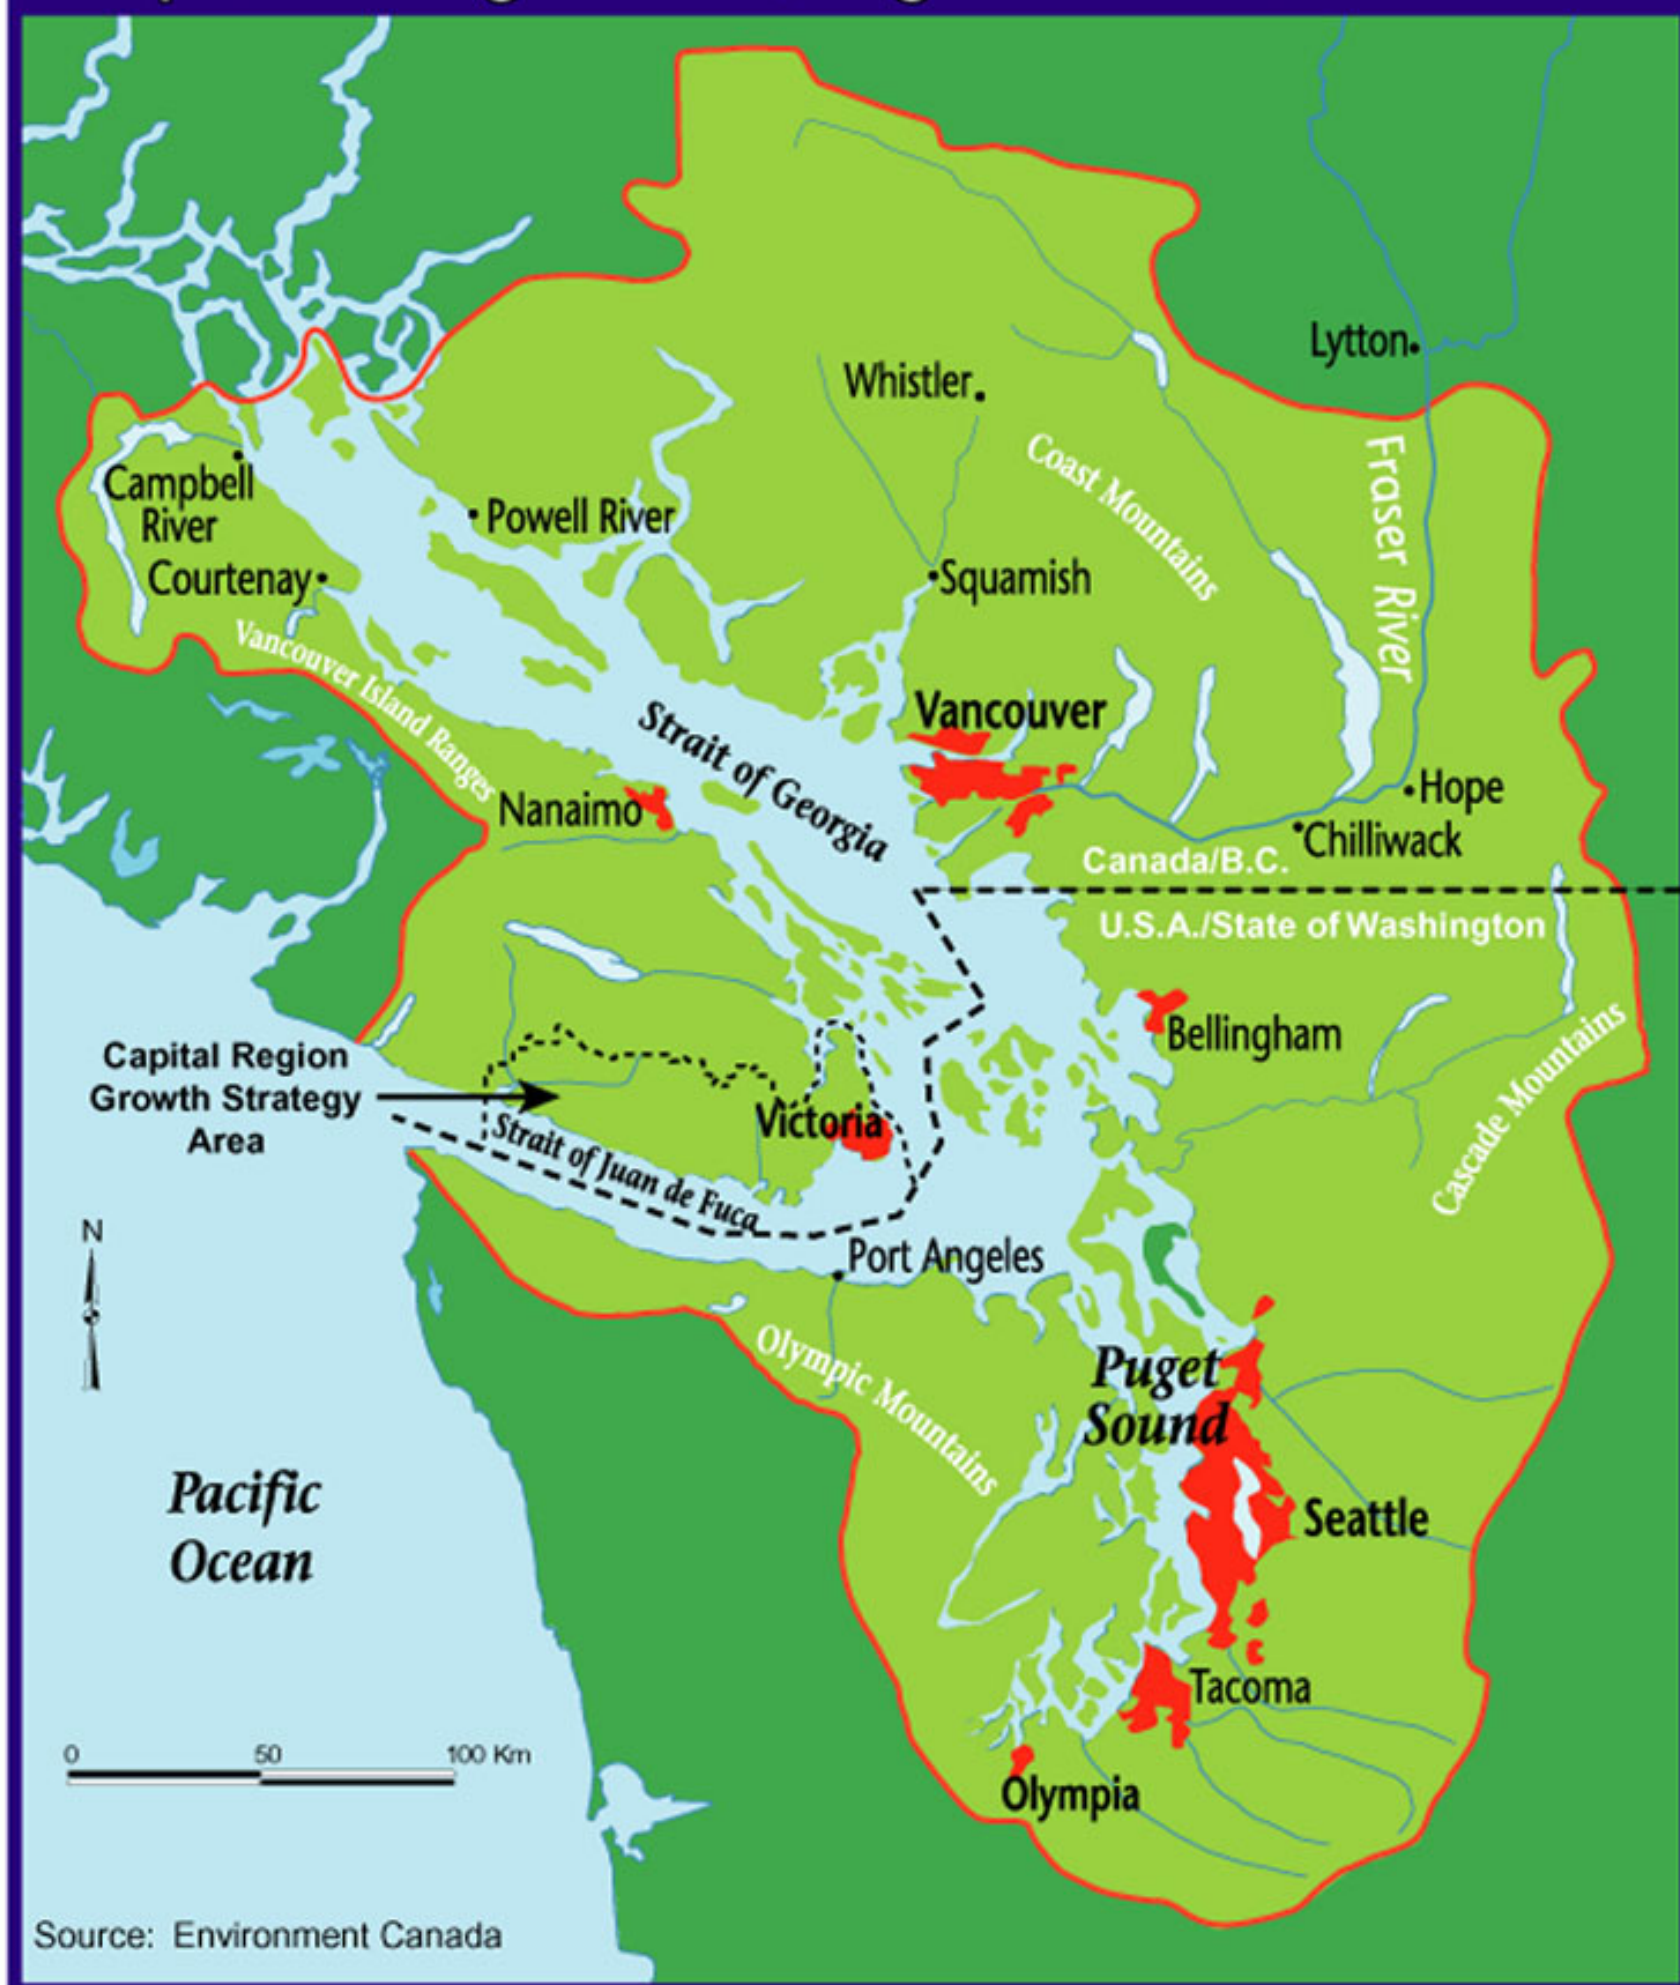 Lytton
Whistler
Coast Mountains
Fraser River
Campbell
River
Powell River
Courtenay
Squamish
Vancouver Island Ranges
Strait of Georgia
Vancouver
Nanaimo
Hope
Chilliwack
Canada/B.C.
U.S.A./State of Washington
Bellingham
Cascade Mountains
Capital Region
Growth Strategy
Area
Victoria
Strait of Juan de Fuca
N
Port Angeles
Olympic Mountains
Puget
Sound
Pacific
Ocean
Seattle
Tacoma
0 50 100 Km
Olympia
Source: Environment Canada